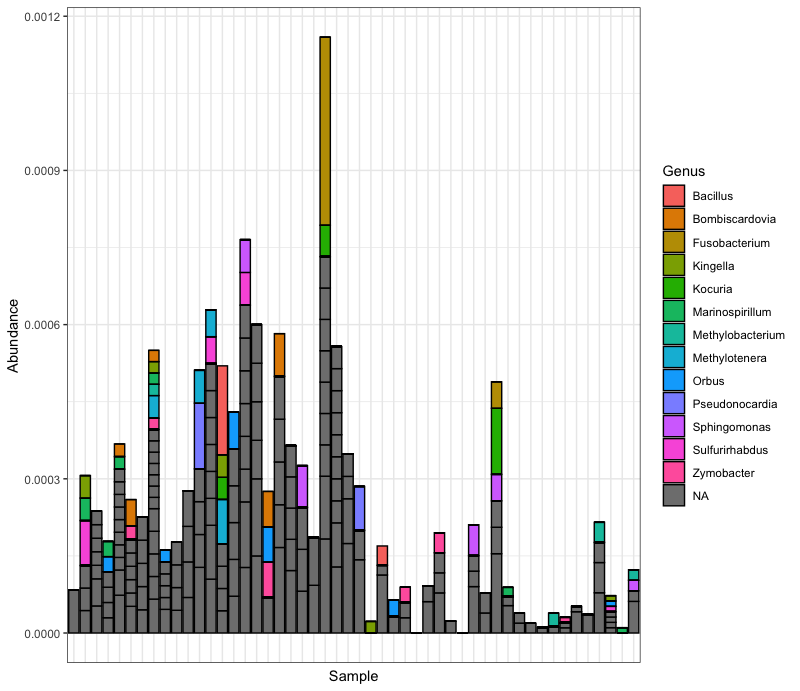 0.0012
0.0009
0.0006
0.0003
0.0000
Abundance
Sample
Genus
Bacillus
Bombiscardovia
Fusobacterium
Kingella
Kocuria
Marinospirillum
Methylobacterium
Methylotenera
Orbus
Pseudonocardia
Sphingomonas
Sulfurirhabdus
Zymobacter
NA